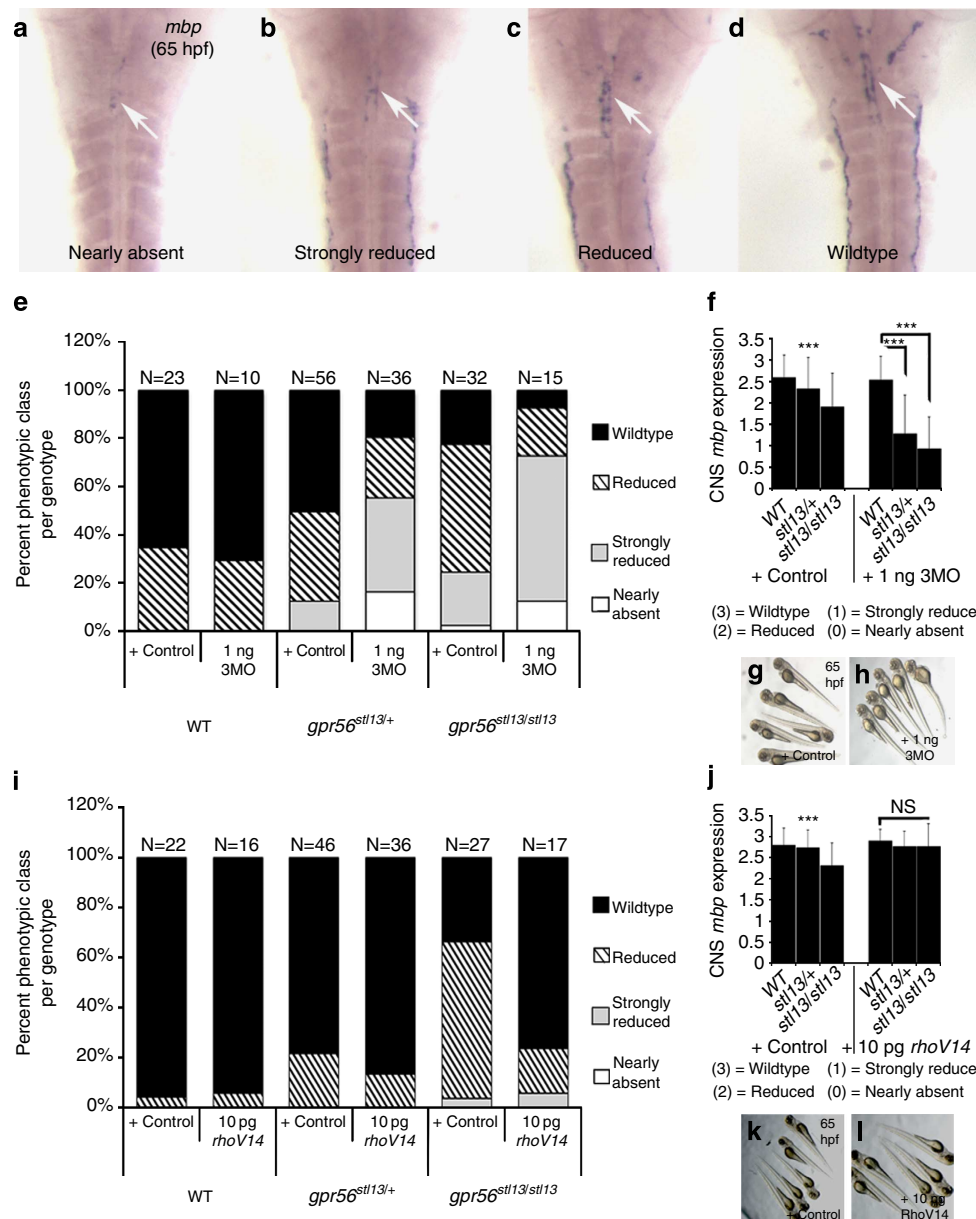 a
mbp
(65 hpf)
Nearly absent
b
Strongly reduced
c
Reduced
d
Wildtype
e
Percent phenotypic class
per genotype
120%
100%
80%
60%
40%
20%
0%
N=23
N=10
N=56
N=36
N=32
N=15
+ Control
1 ng
3MO
+ Control
1 ng
3MO
+ Control
1 ng
3MO
WT
gpr56stl13/+
gpr56stl13/stl13
Wildtype
Reduced
Strongly
reduced
Nearly
absent
f
CNS mbp expression
3.5
3
2.5
2
1.5
1
0.5
0
***
***
***
WT
stl13/+
stl13/stl13
WT
stl13/+
stl13/stl13
+ Control
+ 1 ng 3MO
(3) = Wildtype (1) = Strongly reduce
(2) = Reduced (0) = Nearly absent
g
65
hpf
+ Control
h
+ 1 ng
3MO
i
Percent phenotypic class
per genotype
120%
100%
80%
60%
40%
20%
0%
N=22
N=16
N=46
N=36
N=27
N=17
+ Control
10 pg
rhoV14
+ Control
10 pg
rhoV14
+ Control
10 pg
rhoV14
WT
gpr56stl13/+
gpr56stl13/stl13
Wildtype
Reduced
Strongly
reduced
Nearly
absent
j
CNS mbp expression
3.5
3
2.5
2
1.5
1
0.5
0
***
NS
WT
stl13/+
stl13/stl13
WT
stl13/+
stl13/stl13
+ Control
+ 10 pg rhoV14
(3) = Wildtype (1) = Strongly reduce
(2) = Reduced (0) = Nearly absent
k
65
hpf
+ Control
l
+ 10 ng
RhoV14